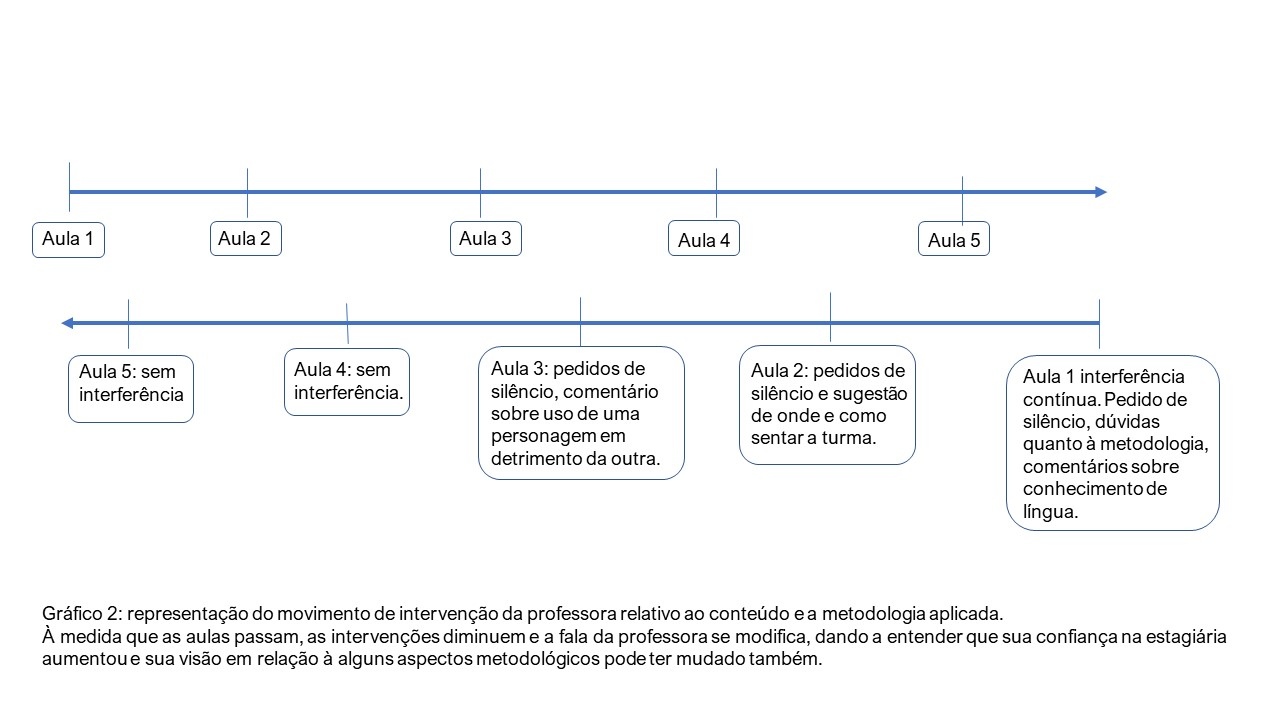 Aula 1
Aula 2
Aula 3
Aula 4
Aula 5
Aula 5: sem
interferência
Aula 4: sem
interferência.
Aula 3: pedidos de
silêncio, comentário
sobre uso de uma
personagem em
detrimento da outra.
Aula 2: pedidos de
silêncio e sugestão
de onde e como
sentar a turma.
Aula 1 interferência
contínua. Pedido de
silêncio, dúvidas
quanto à metodologia,
comentários sobre
conhecimento de
língua.
Gráfico 2: representação do movimento de intervenção da professora relativo ao conteúdo e a metodologia aplicada.
À medida que as aulas passam, as intervenções diminuem e a fala da professora se modifica, dando a entender que sua confiança na estagiária
aumentou e sua visão em relação à alguns aspectos metodológicos pode ter mudado também.